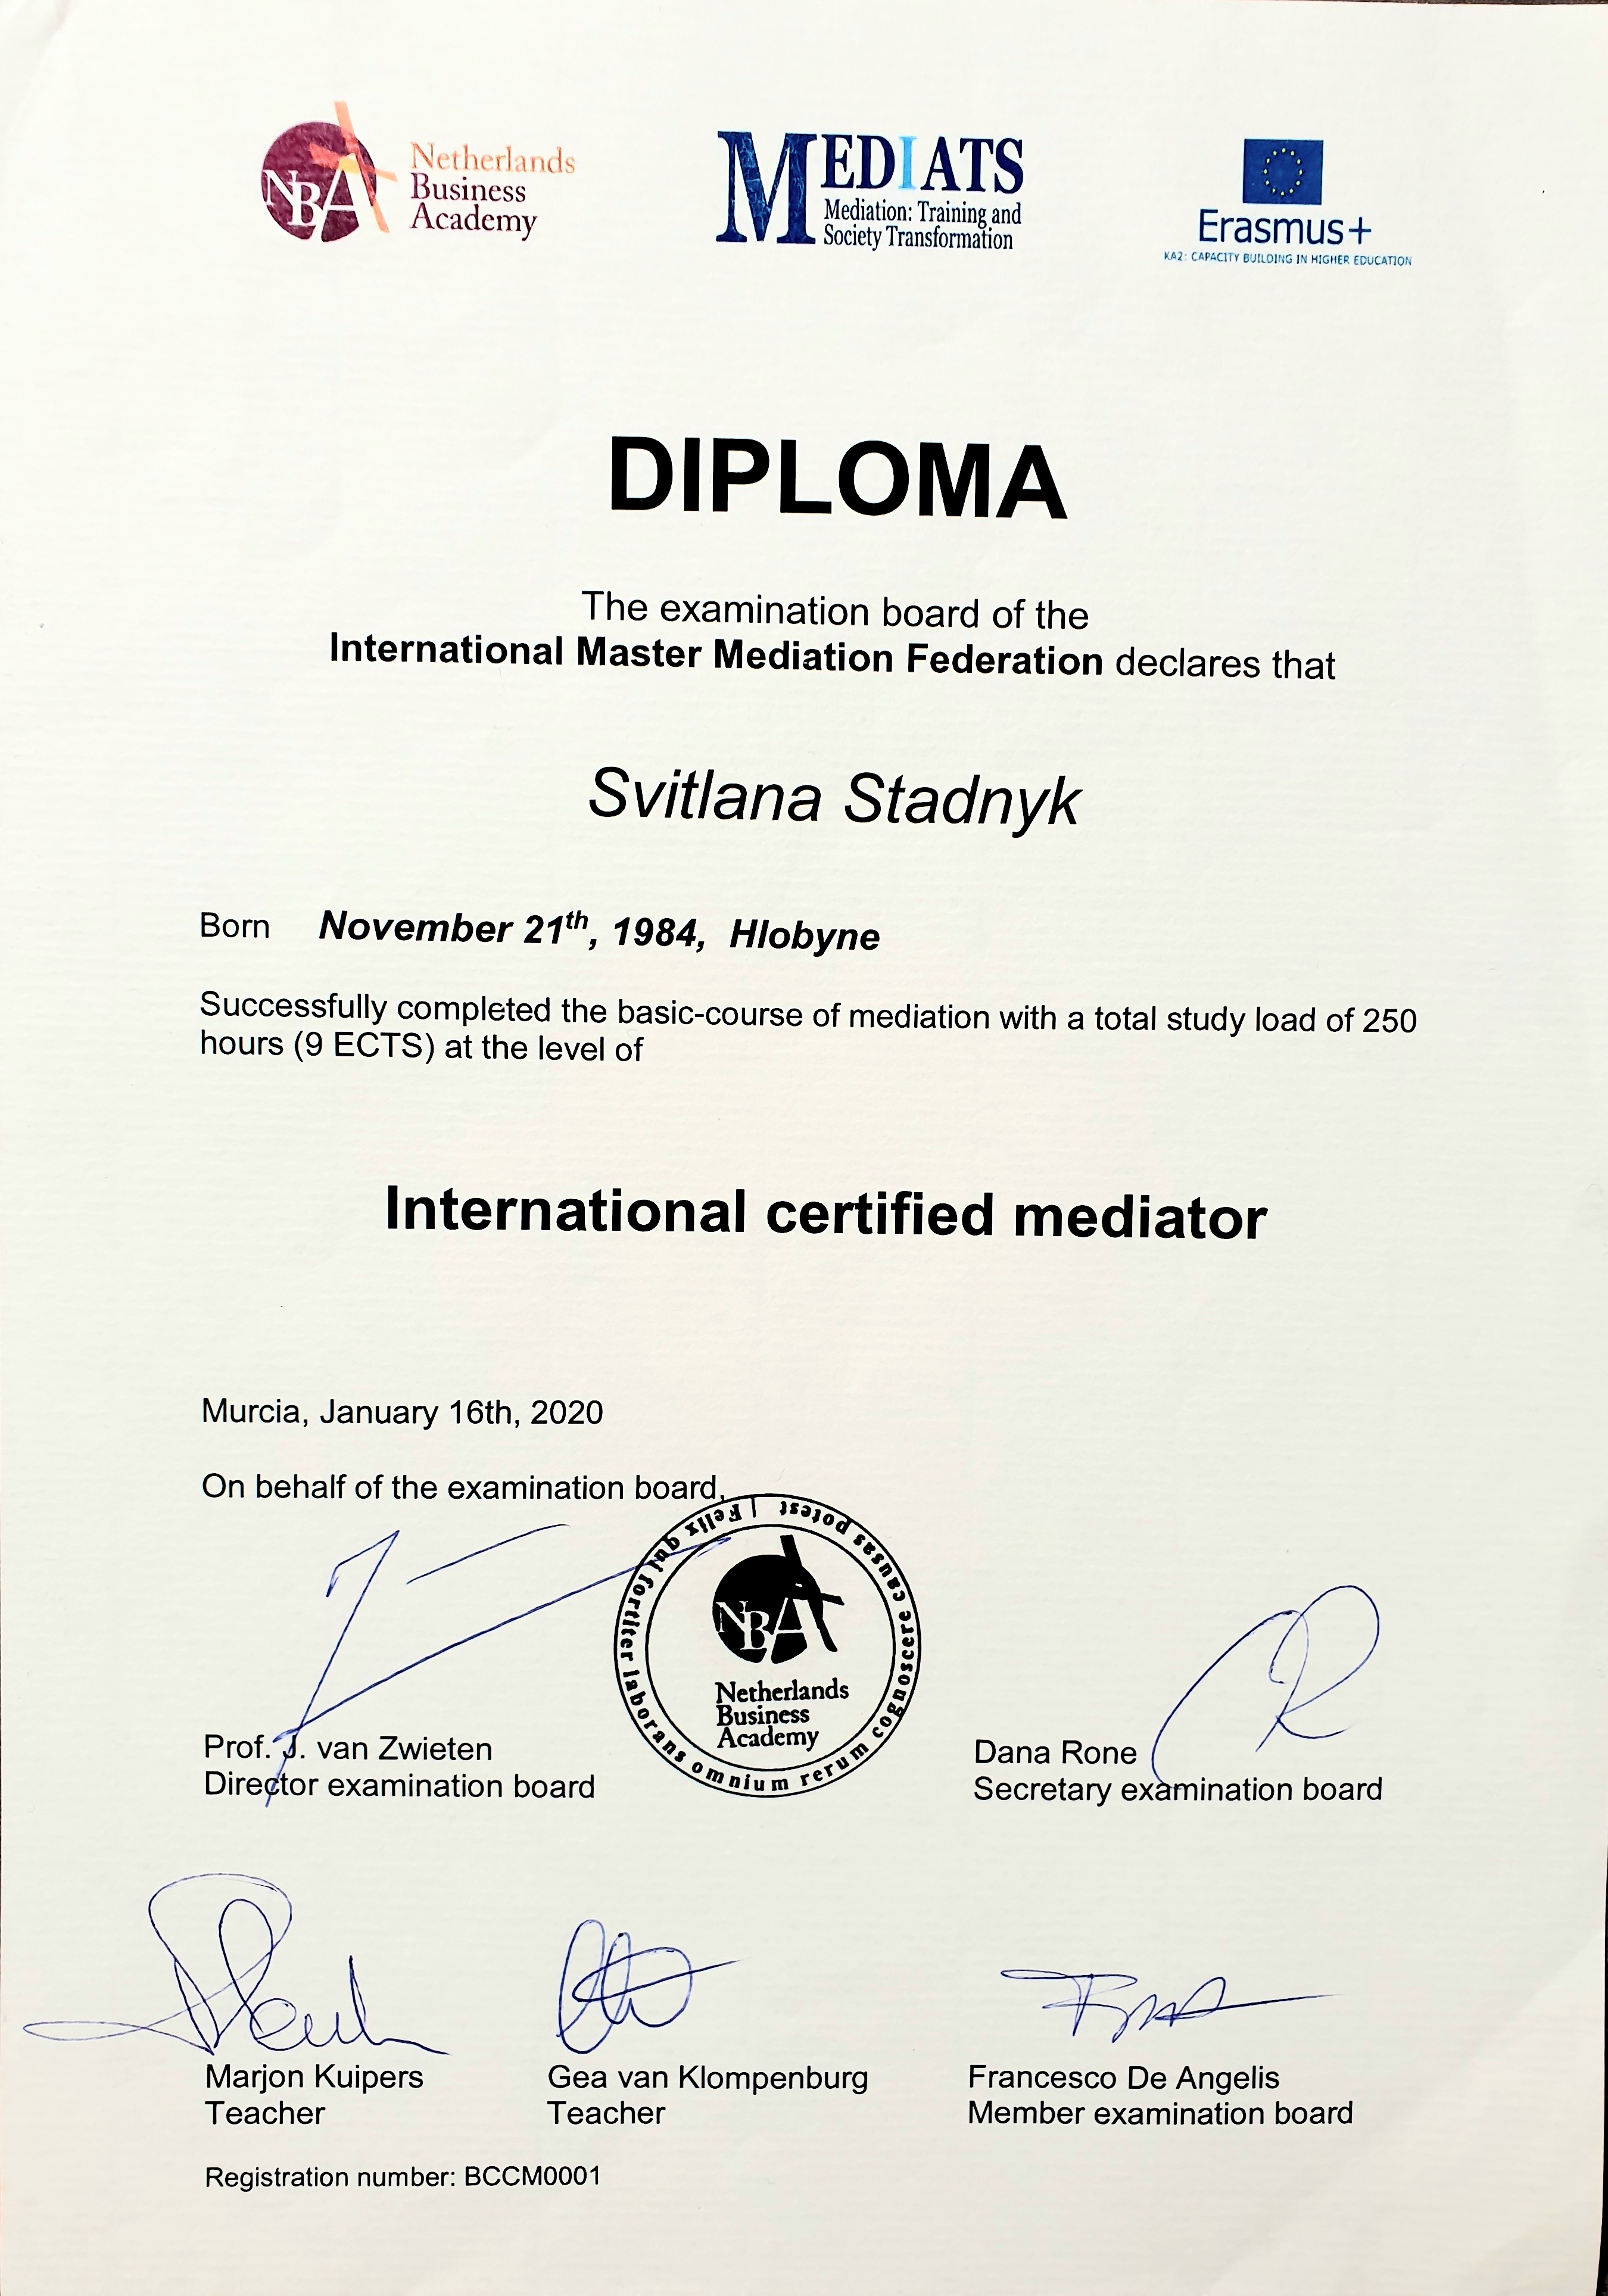 NBA Netherlands
Business
Academy
MEDIATS
Mediation: Training and
Society Transformation
Erasmus+
KA2: CAPACITY BUILDING IN HIGHER EDUCATION
DIPLOMA
The examination board of the
International Master Mediation Federation declares that
Svitlana Stadnyk
Born November 21th, 1984, Hlobyne
Successfully completed the basic-course of mediation with a total study load of 250
hours (9 ECTS) at the level of
International certified mediator
Murcia, January 16th, 2020
On behalf of the examination board,
Felix qui fortiter laborans omnium rerum cognoscere causas potest |
NBA
Netherlands
Business
Academy
Prof. J. van Zwieten
Director examination board
Dana Rone
Secretary examination board
Marjon Kuipers
Teacher
Gea van Klompenburg
Teacher
Francesco De Angelis
Member examination board
Registration number: BCCM0001